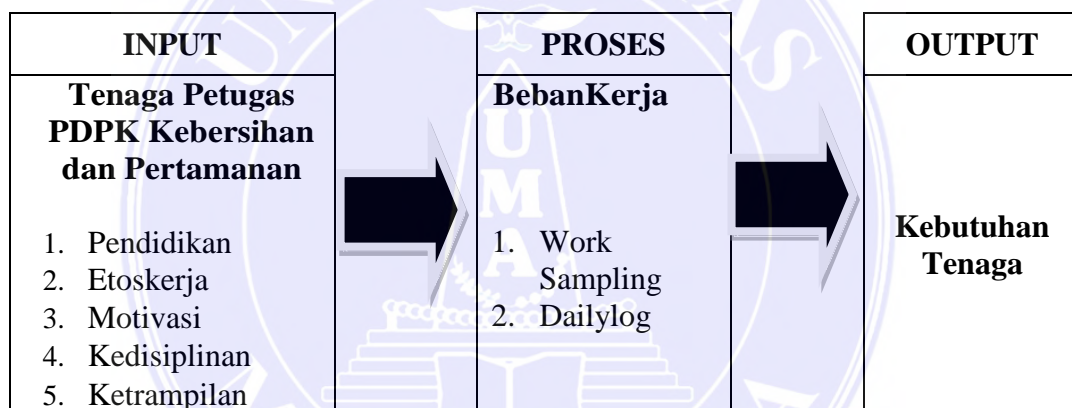 INPUT
Tenaga Petugas
PDPK Kebersihan
dan Pertamanan
1. Pendidikan
2. Etoskerja
3. Motivasi
4. Kedisiplinan
5. Ketrampilan
PROSES
BebanKerja
1. Work
Sampling
2. Dailylog
OUTPUT
Kebutuhan
Tenaga
UMA